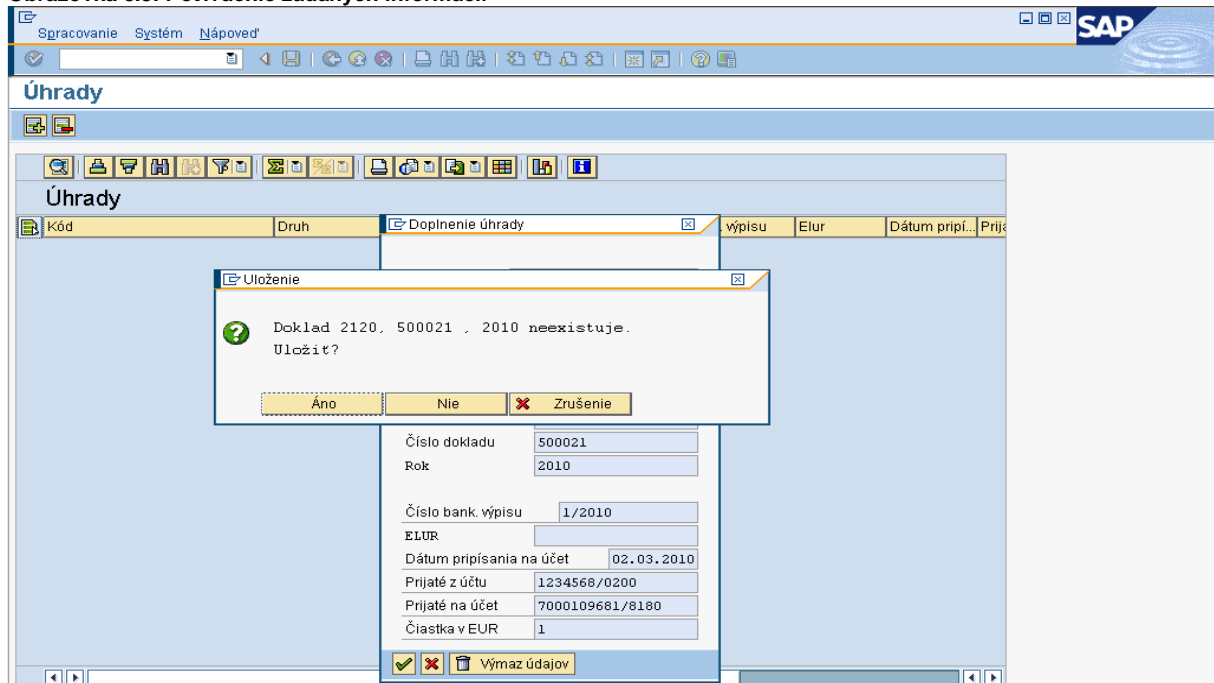 Spracovanie Systém Nápoveď
SAP
Úhrady
Úhrady
Kód Druh výpisu Elur Dátum pripí... Prija
Doplnenie úhrady
Uloženie
Doklad 2120, 500021 , 2010 neexistuje.
Uložiť?
Áno Nie Zrušenie
Číslo dokladu 500021
Rok 2010
Číslo bank. výpisu 1/2010
ELUR
Dátum pripísania na účet 02.03.2010
Prijaté z účtu 1234568/0200
Prijaté na účet 7000109681/8180
Čiastka v EUR 1
Výmaz údajov